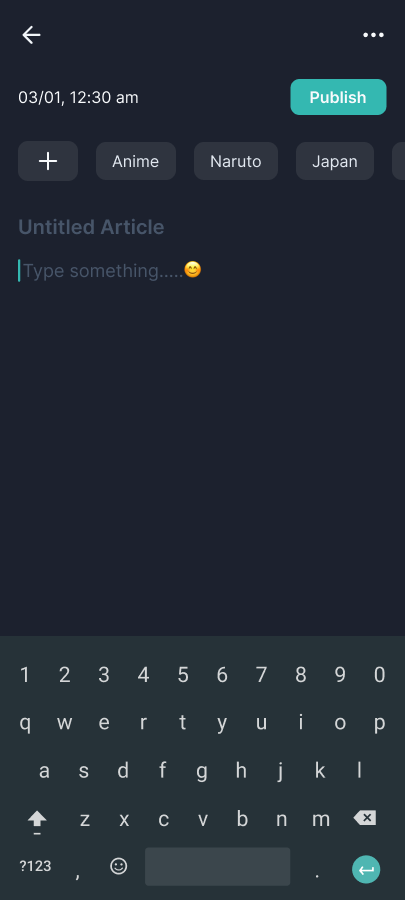 03/01, 12:30 am
Publish
Anime
Naruto
Japan
Untitled Article
Type something.....😊
1 2 3 4 5 6 7 8 9 0
q w e r t y u i o p
a s d f g h j k l
z x c v b n m
?123 , .